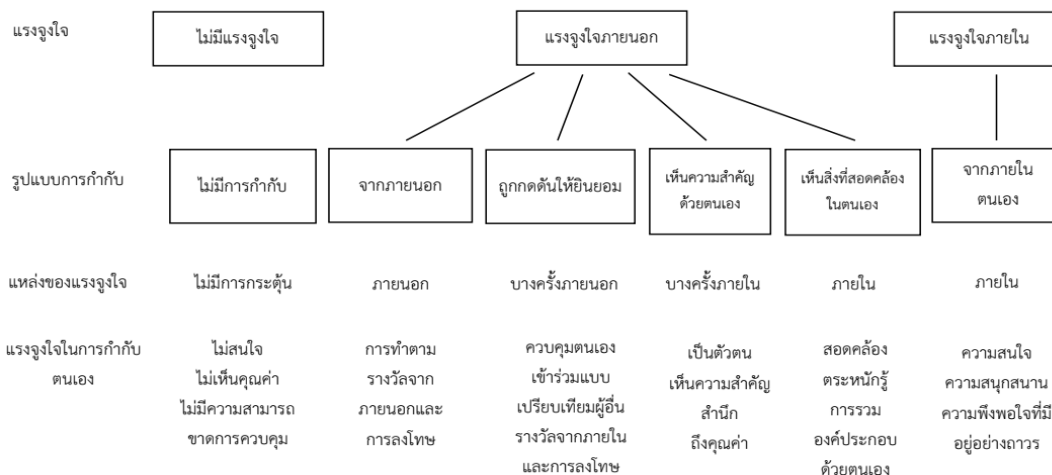 แรงจูงใจ
ไม่มีแรงจูงใจ
แรงจูงใจภายนอก
แรงจูงใจภายใน
รูปแบบการกำกับ
ไม่มีการกำกับ
จากภายนอก
ถูกกดดันให้ยินยอม
เห็นความสำคัญ
ด้วยตนเอง
เห็นสิ่งที่สอดคล้อง
ในตนเอง
จากภายใน
ตนเอง
แหล่งของแรงจูงใจ
ไม่มีการกระตุ้น
ภายนอก
บางครั้งภายนอก
บางครั้งภายใน
ภายใน
ภายใน
แรงจูงใจในการกำกับ
ตนเอง
ไม่สนใจ
ไม่เห็นคุณค่า
ไม่มีความสามารถ
ขาดการควบคุม
การทำตาม
รางวัลจาก
ภายนอกและ
การลงโทษ
ควบคุมตนเอง
เข้าร่วมแบบ
เปรียบเทียมผู้อื่น
รางวัลจากภายใน
และการลงโทษ
เป็นตัวตน
เห็นความสำคัญ
สำนึก
ถึงคุณค่า
สอดคล้อง
ตระหนักรู้
การรวม
องค์ประกอบ
ด้วยตนเอง
ความสนใจ
ความสนุกสนาน
ความพึงพอใจที่มี
อยู่อย่างถาวร